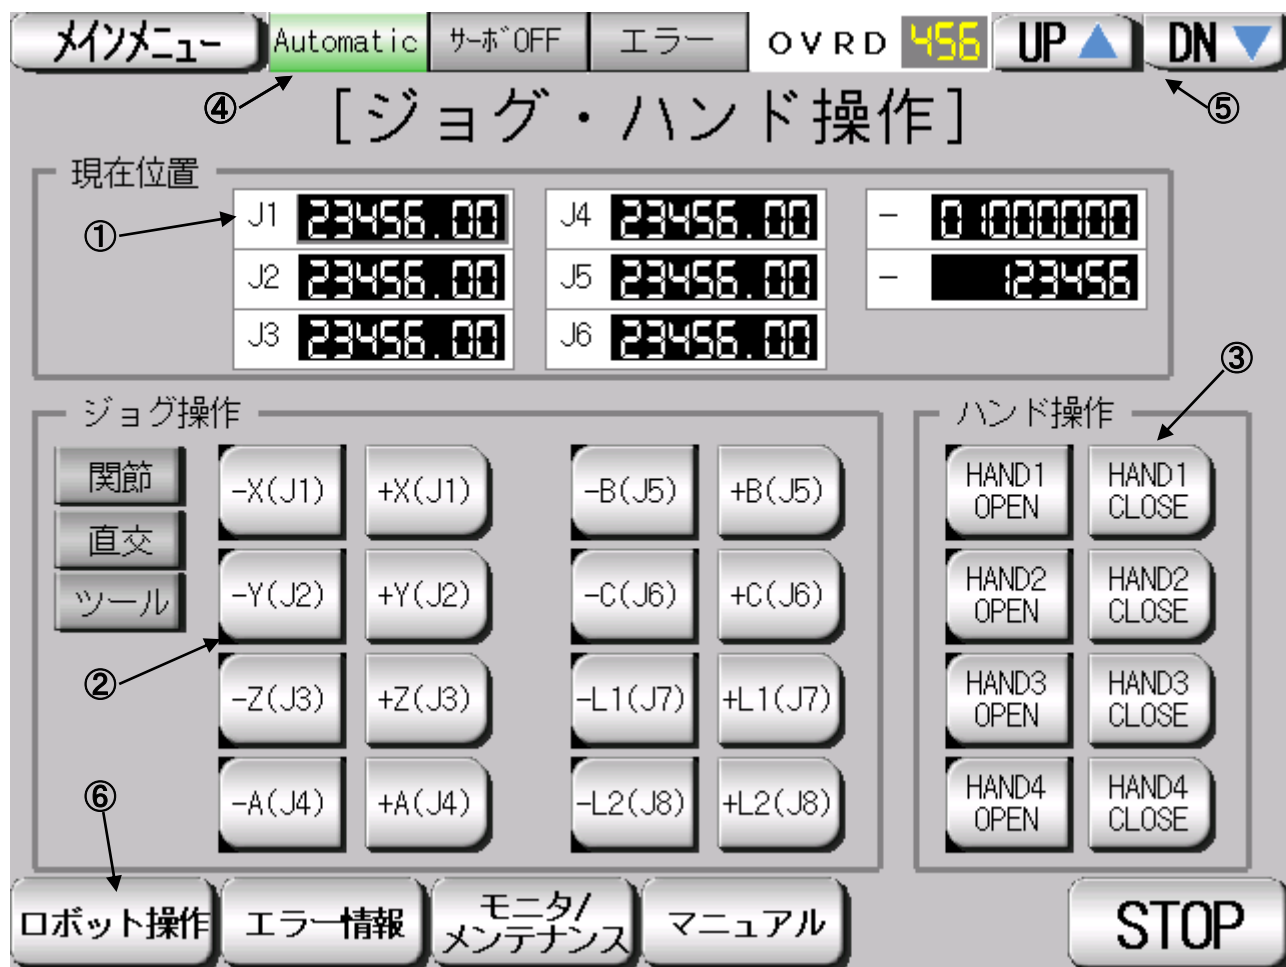 メインメニュー Automatic サーボOFF エラー OVRD 456 UP DN
④ ⑤
[ジョグ・ハンド操作]
現在位置
①
J1 23456.00 J4 23456.00 - 01000000
J2 23456.00 J5 23456.00 - 123456
J3 23456.00 J6 23456.00
③
ジョグ操作
ハンド操作
関節
直交
ツール
②
-X(J1) +X(J1) -B(J5) +B(J5)
-Y(J2) +Y(J2) -C(J6) +C(J6)
-Z(J3) +Z(J3) -L1(J7) +L1(J7)
-A(J4) +A(J4) -L2(J8) +L2(J8)
HAND1 HAND1
OPEN CLOSE
HAND2 HAND2
OPEN CLOSE
HAND3 HAND3
OPEN CLOSE
HAND4 HAND4
OPEN CLOSE
⑥
ロボット操作 エラー情報 モニタ/
メンテナンス マニュアル STOP